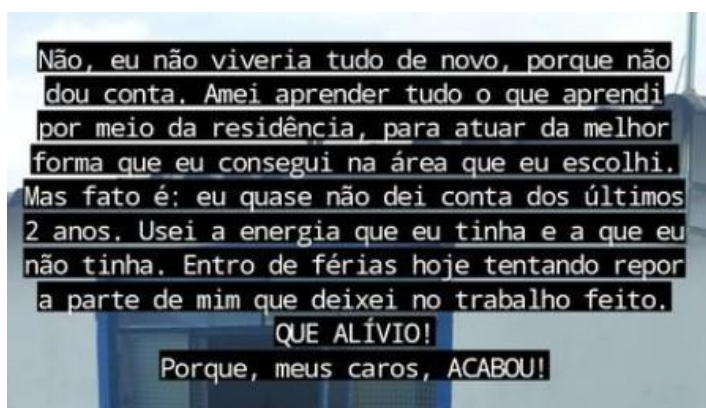 Não, eu não viveria tudo de novo, porque não
dou conta. Amei aprender tudo o que aprendi
por meio da residência, para atuar da melhor
forma que eu consegui na área que eu escolhi.
Mas fato é: eu quase não dei conta dos últimos
2 anos. Usei a energia que eu tinha e a que eu
não tinha. Entro de férias hoje tentando repor
a parte de mim que deixei no trabalho feito.
QUE ALÍVIO!
Porque, meus caros, ACABOU!